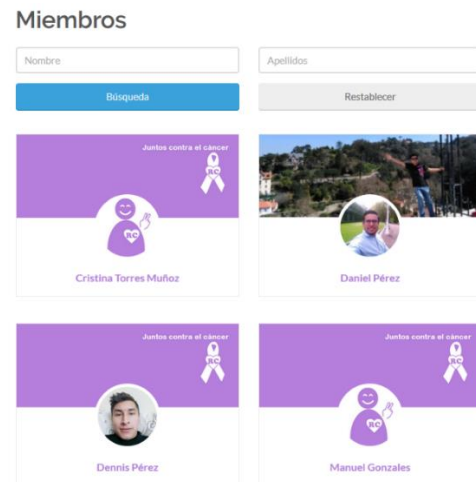 Miembros
Nombre
Apellidos
Búsqueda
Restablecer
Juntos contra el cáncer
RC
RC
Cristina Torres Muñoz
Daniel Pérez
Juntos contra el cáncer
RC
Juntos contra el cáncer
RC
RC
Dennis Pérez
Manuel Gonzales